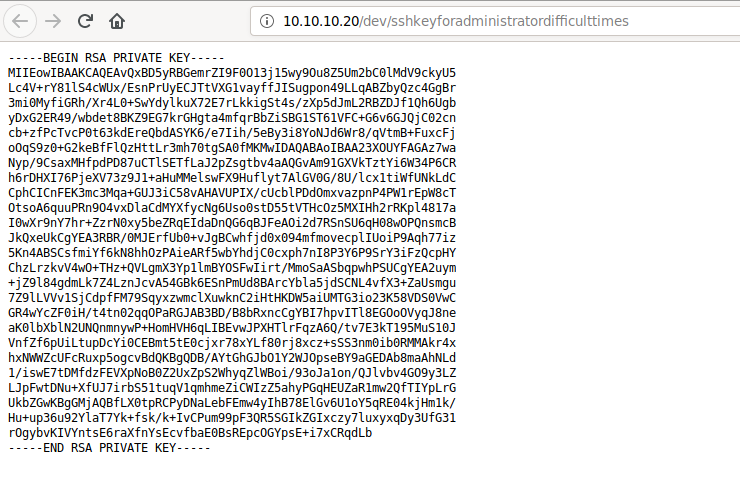 10.10.10.20/dev/sshkeyforadministratordifficulttimes
-----BEGIN RSA PRIVATE KEY-----
MIIEowIBAAKCAQEAvQxBD5yRBGemrZI9F0O13j15wy9Ou8Z5Um2bC0lMdV9ckyU5
Lc4V+rY81lS4cWUx/EsnPrUyECJTtVXG1vayffJISugpon49LLqABZbyQzc4GgBr
3mi0MyfiGRh/Xr4L0+SwYdylkuX72E7rLkkigSt4s/zXp5dJmL2RBZDJf1Qh6Ugb
yDxG2ER49/wbdet8BKZ9EG7krGHgta4mfqrBbZiSBG1ST61VFC+G6v6GJQjC02cn
cb+zfPcTvcP0t63kdEreQbdASYK6/e7Iih/5eBy3i8YoNJd6Wr8/qVtmB+FuxcFj
oOqS9z0+G2keBfFlQzHttLr3mh70tgSA0fMKMwIDAQABAoIBAA23XOUYFAGAz7wa
Nyp/9CsaxMHfpdPD87uCTlSETfLaJ2pZsgtbv4aAQGvAm91GXVkTztYi6W34P6CR
h6rDHXI76PjeXV73z9J1+aHuMMelswFX9Huflyt7AlGV0G/8U/lcx1tiWfUNkLdC
CphCICnFEK3mc3Mqa+GUJ3iC58vAHAVUPIX/cUcblPDdOmxvazpnP4PW1rEpW8cT
OtsoA6quuPRn9O4vxDlaCdMYXfycNg6Uso0stD55tVTHcOz5MXIHh2rRKpl4817a
I0wXr9nY7hr+ZzrN0xy5beZRqEIdaDnQG6qBJFeAOi2d7RSnSU6qH08wOPQnsmcB
JkQxeUkCgYEA3RBR/0MJErfUb0+vJgBCwhfjd0x094mfmovecplIUoiP9Aqh77iz
5Kn4ABSCsfmiYf6kN8hhOzPAieARf5wbYhdjC0cxph7nI8P3Y6P9SrY3iFzQcpHY
ChzLrzkvV4wO+THz+QVLgmX3Yp1lmBYOSFwIirt/MmoSaASbqpwhPSUCgYEA2uym
+jZ9l84gdmLk7Z4LznJcvA54GBk6ESnPmUd8BArcYbla5jdSCNL4vfX3+ZaUsmgu
7Z9lLVVv1SjCdpfFM79SqyxzwmclXuwknC2iHtHKDW5aiUMTG3io23K58VDS0VwC
GR4wYcZF0iH/t4tn02qqOPaRGJAB3BD/B8bRxncCgYBI7hpvITl8EGOoOVyqJ8ne
aK0lbXblN2UNQnmnywP+HomHVH6qLIBEvwJPXHTlrFqzA6Q/tv7E3kT195MuS10J
VnfZf6pUiLtupDcYi0CEBmt5tE0cjxr78xYLf80rj8xcz+sSS3nm0ib0RMMAkr4x
hxNWWZcUFcRuxp5ogcvBdQKBgQDB/AYtGhGJbO1Y2WJOpseBY9aGEDAb8maAhNLd
1/iswE7tDMfdzFEVXpNoB0Z2UxZpS2WhyqZlWBoi/93oJa1on/QJlvbv4GO9y3LZ
LJpFwtDNu+XfUJ7irbS51tuqV1qmhmeZiCWIzZ5ahyPGqHEUZaR1mw2QfTIYpLrG
UkbZGwKBgGMjAQBfLX0tpRCPyDNaLebFEmw4yIhB78ElGv6U1oY5qRE04kjHm1k/
Hu+up36u92YlaT7Yk+fsk/k+IvCPum99pF3QR5SGIkZGIxczy7luxyxqDy3UfG31
rOgybvKIVYntsE6raXfnYsEcvfbaE0BsREpcOGYpsE+i7xCRqdLb
-----END RSA PRIVATE KEY-----